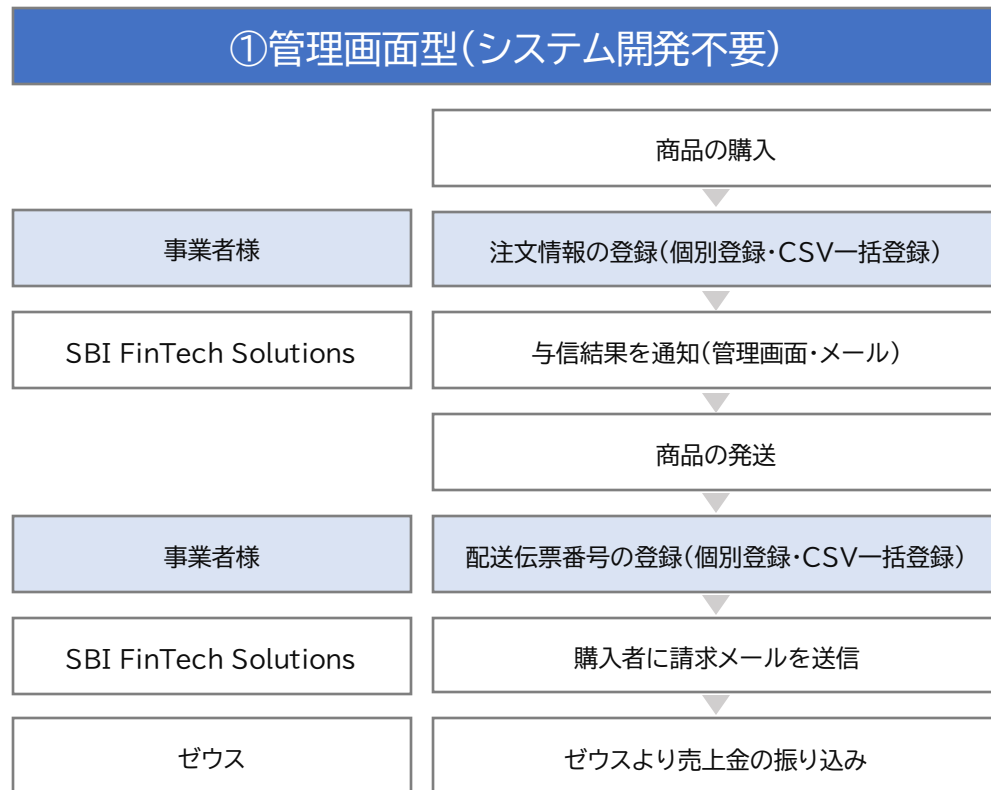 ①管理画面型(システム開発不要)
商品の購入
事業者様
注文情報の登録(個別登録・CSV一括登録)
SBI FinTech Solutions
与信結果を通知(管理画面・メール)
商品の発送
事業者様
配送伝票番号の登録(個別登録・CSV一括登録)
SBI FinTech Solutions
購入者に請求メールを送信
ゼウス
ゼウスより売上金の振り込み